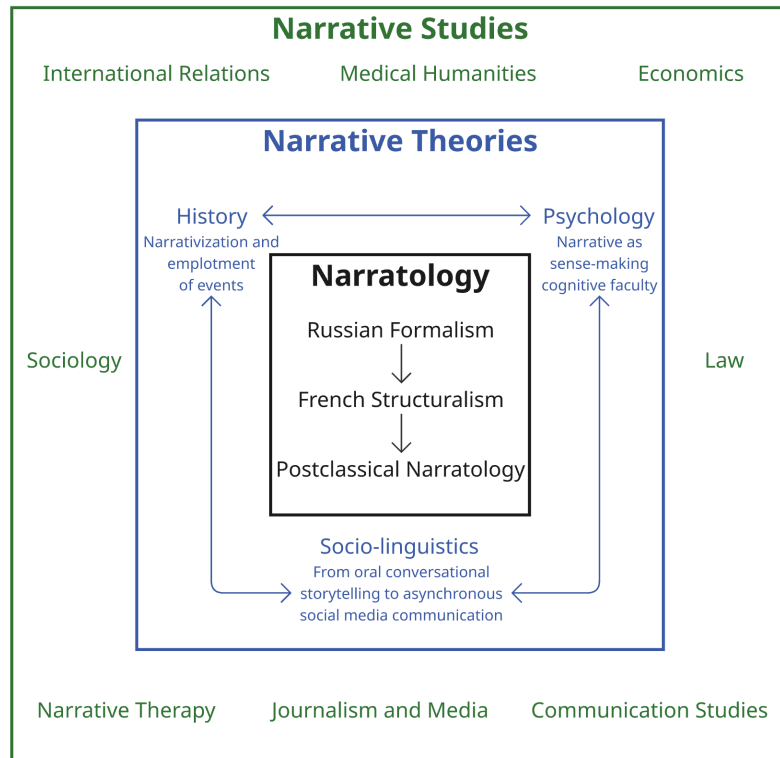 Narrative Studies
International Relations
Medical Humanities
Economics
Narrative Theories
History
Narrativization and
emplotment
of events
Psychology
Narrative as
sense-making
cognitive faculty
Narratology
Russian Formalism
French Structuralism
Postclassical Narratology
Sociology
Law
Socio-linguistics
From oral conversational
storytelling to asynchronous
social media communication
Narrative Therapy
Journalism and Media
Communication Studies